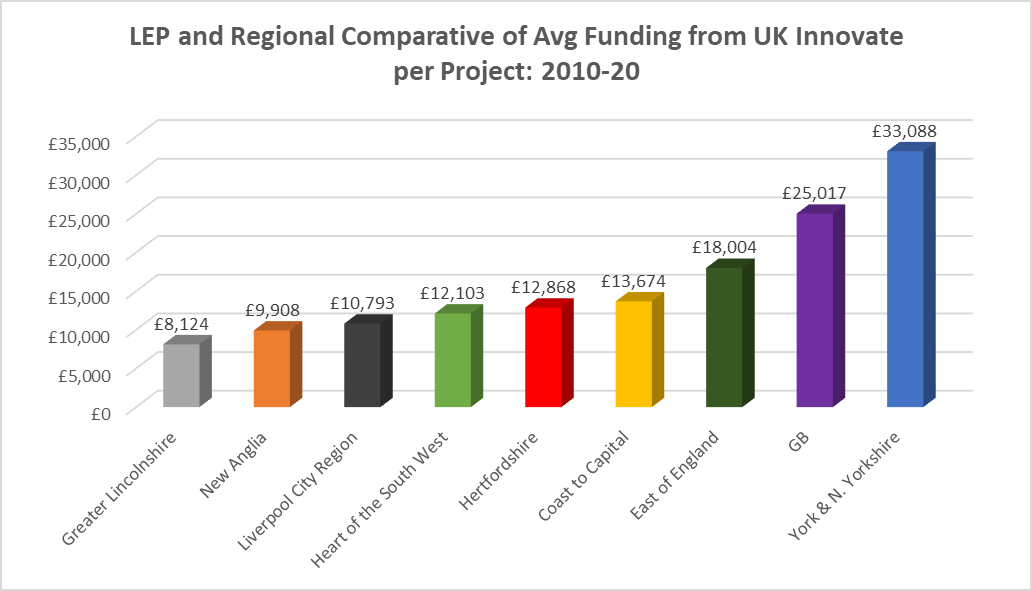 LEP and Regional Comparative of Avg Funding from UK Innovate
per Project: 2010-20
£35,000
£30,000
£25,000
£20,000
£15,000
£10,000
£5,000
£0
£8,124
£9,908
£10,793
£12,103
£12,868
£13,674
£18,004
£25,017
£33,088
Greater Lincolnshire
New Anglia
Liverpool City Region
Heart of the South West
Hertfordshire
Coast to Capital
East of England
GB
York & N. Yorkshire